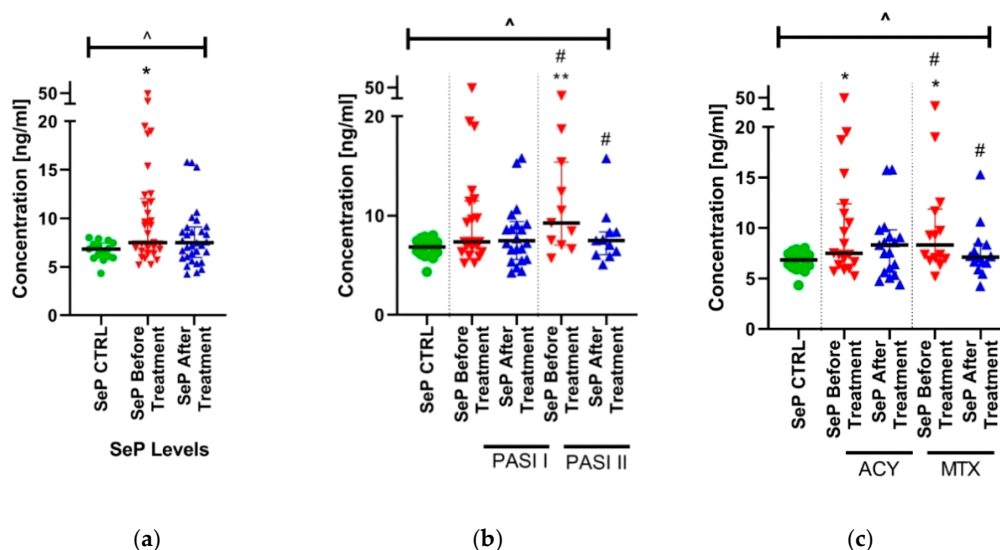 ^
*
Concentration [ng/ml]
50
20
15
10
5
0
SeP CTRL
SeP Before
Treatment
SeP After
Treatment
SeP Levels
(a)
^
#
**
#
Concentration [ng/ml]
50
20
10
0
SeP CTRL
SeP Before
Treatment
SeP After
Treatment
SeP Before
Treatment
SeP After
Treatment
PASI I
PASI II
(b)
^
*
#
*
#
Concentration [ng/ml]
50
20
15
10
5
0
SeP CTRL
SeP Before
Treatment
SeP After
Treatment
SeP Before
Treatment
SeP After
Treatment
ACY
MTX
(c)